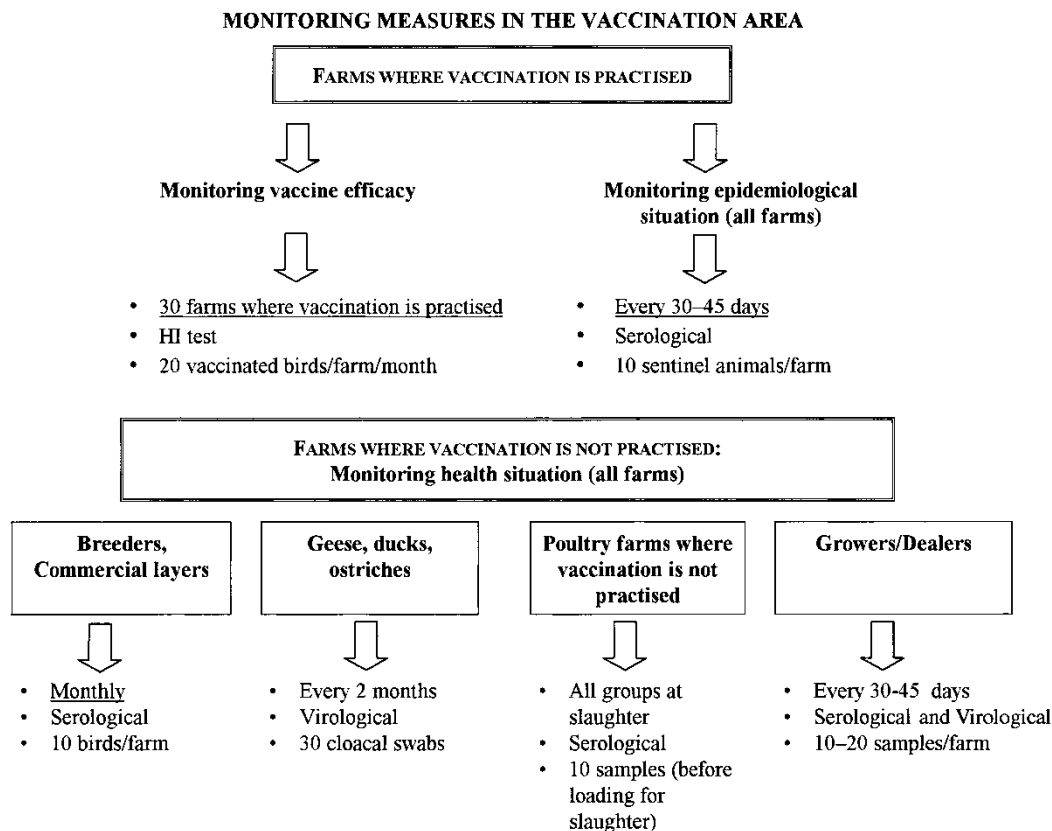 MONITORING MEASURES IN THE VACCINATION AREA
FARMS WHERE VACCINATION IS PRACTISED
Monitoring vaccine efficacy
• 30 farms where vaccination is practised
• HI test
• 20 vaccinated birds/farm/month
Monitoring epidemiological
situation (all farms)
• Every 30–45 days
• Serological
• 10 sentinel animals/farm
FARMS WHERE VACCINATION IS NOT PRACTISED:
Monitoring health situation (all farms)
Breeders,
Commercial layers
• Monthly
• Serological
• 10 birds/farm
Geese, ducks,
ostriches
• Every 2 months
• Virological
• 30 cloacal swabs
Poultry farms where
vaccination is not
practised
• All groups at
slaughter
• Serological
• 10 samples (before
loading for
slaughter)
Growers/Dealers
• Every 30-45 days
• Serological and Virological
• 10–20 samples/farm